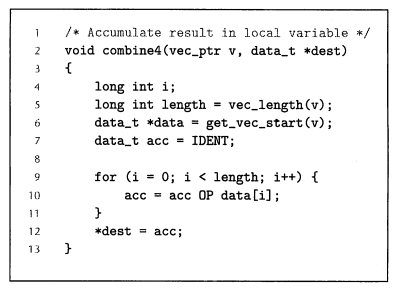 1 /* Accumulate result in local variable */
2 void combine4(vec_ptr v, data_t *dest)
3 {
4     long int i;
5     long int length = vec_length(v);
6     data_t *data = get_vec_start(v);
7     data_t acc = IDENT;
8
9     for (i = 0; i < length; i++) {
10         acc = acc OP data[i];
11     }
12     *dest = acc;
13 }